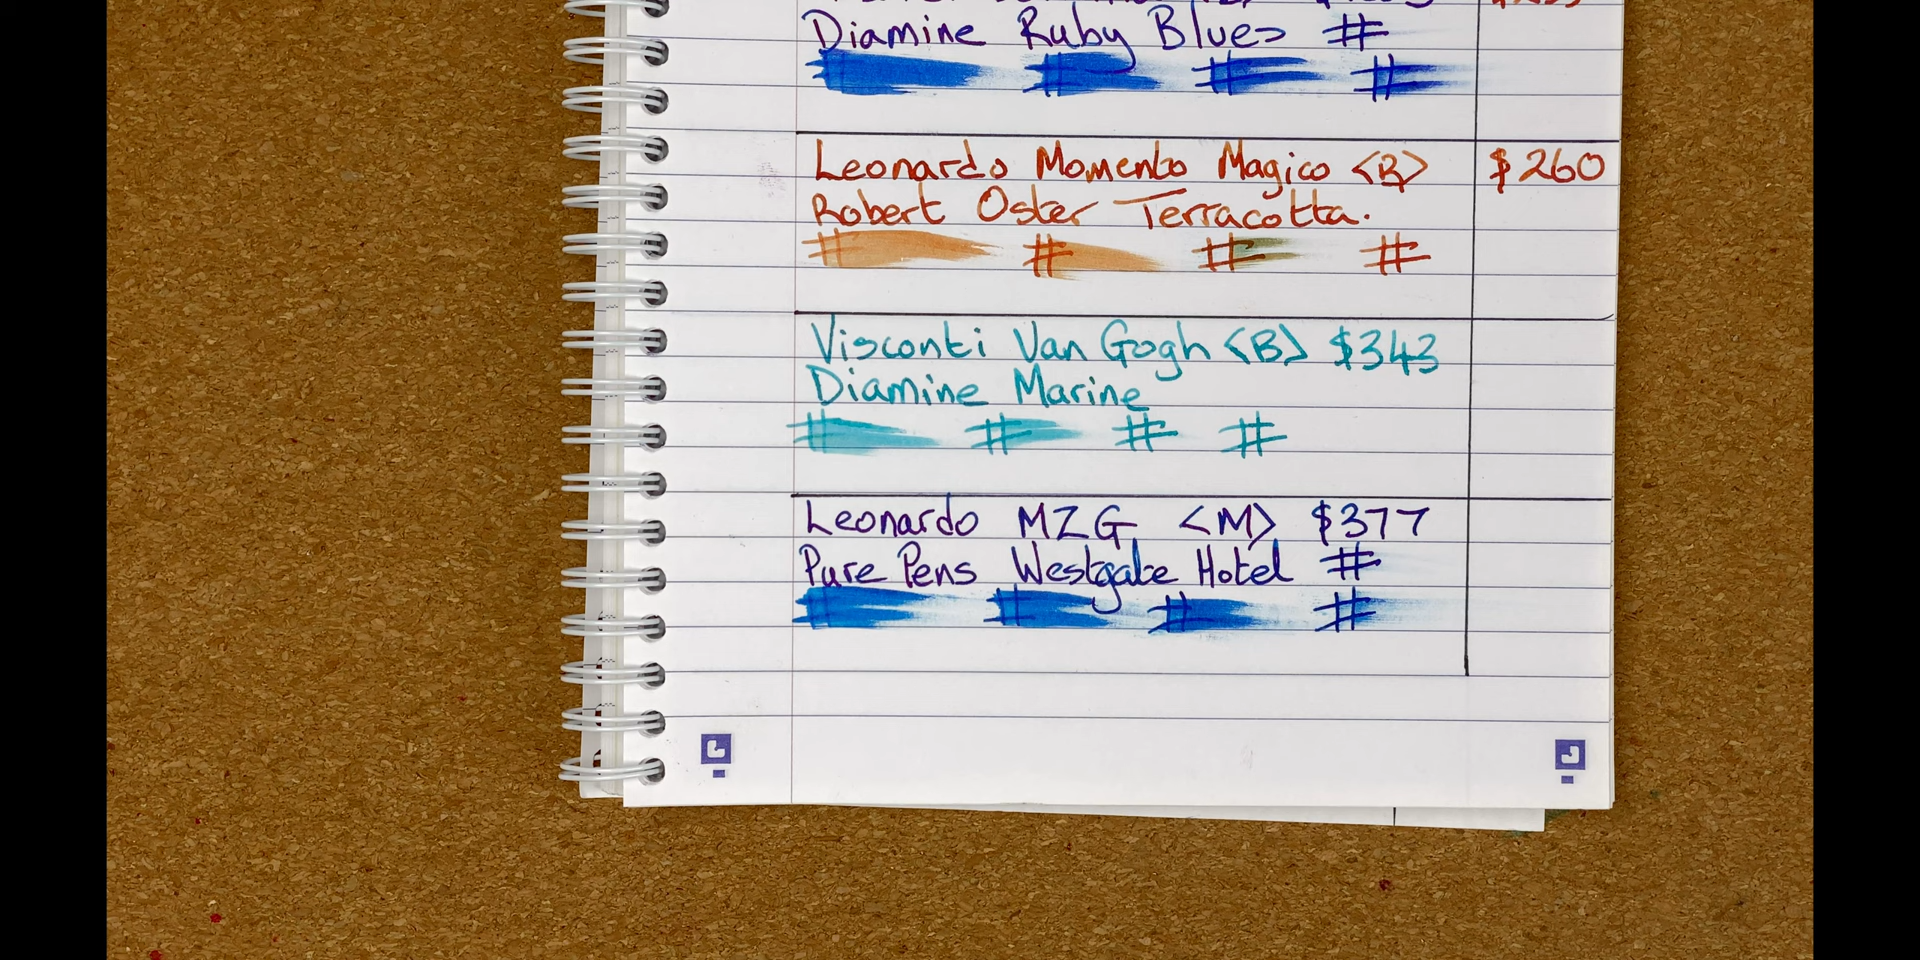 Diamine Ruby Blues #
# # # #
Leonardo Momento Magico <B> $260
Robert Oster Terracotta.
# # # #
Visconti Van Gogh <B> $343
Diamine Marine
# # # #
Leonardo MZG <M> $377
Pure Pens Westgate Hotel #
# # # #